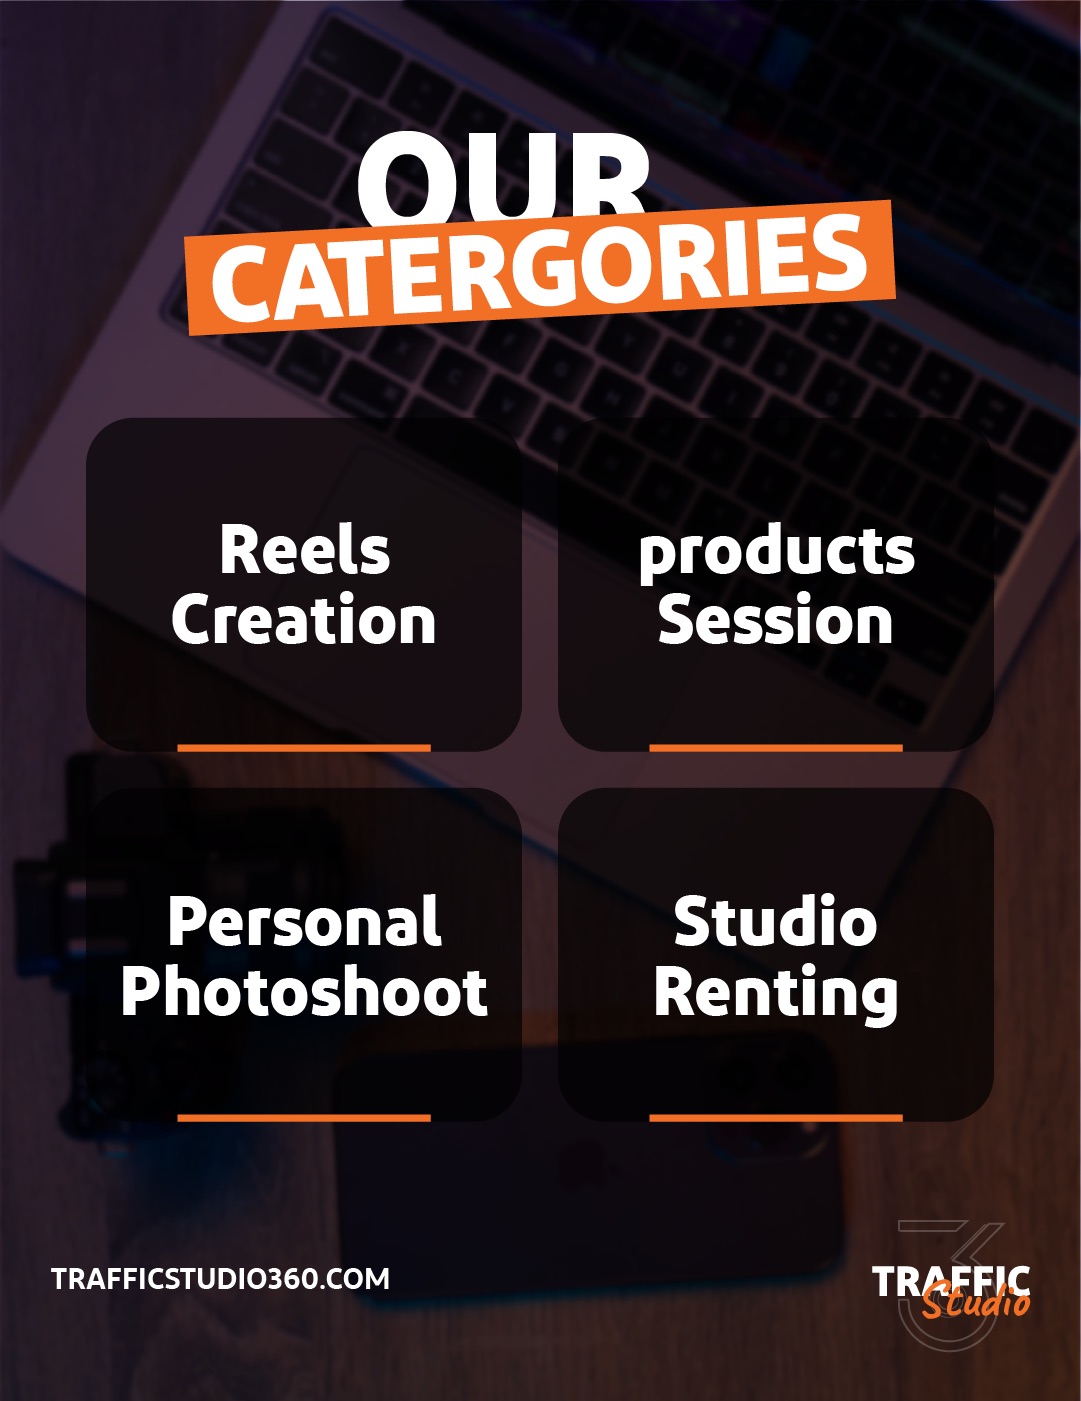 OUR
CATERGORIES
Reels
Creation
products
Session
Personal
Photoshoot
Studio
Renting
TRAFFICSTUDIO360.COM
TRAFFIC
Studio